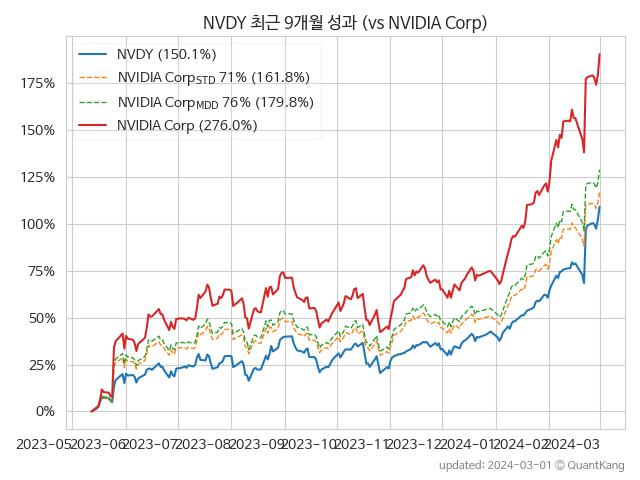 NVDY 최근 9개월 성과 (vs NVIDIA Corp)
NVDY (150.1%)
NVIDIA Corp_STD 71% (161.8%)
NVIDIA Corp_MDD 76% (179.8%)
NVIDIA Corp (276.0%)
175%
150%
125%
100%
75%
50%
25%
0%
2023-05 2023-06 2023-07 2023-08 2023-09 2023-10 2023-11 2023-12 2024-01 2024-02 2024-03
updated: 2024-03-01 © QuantKang